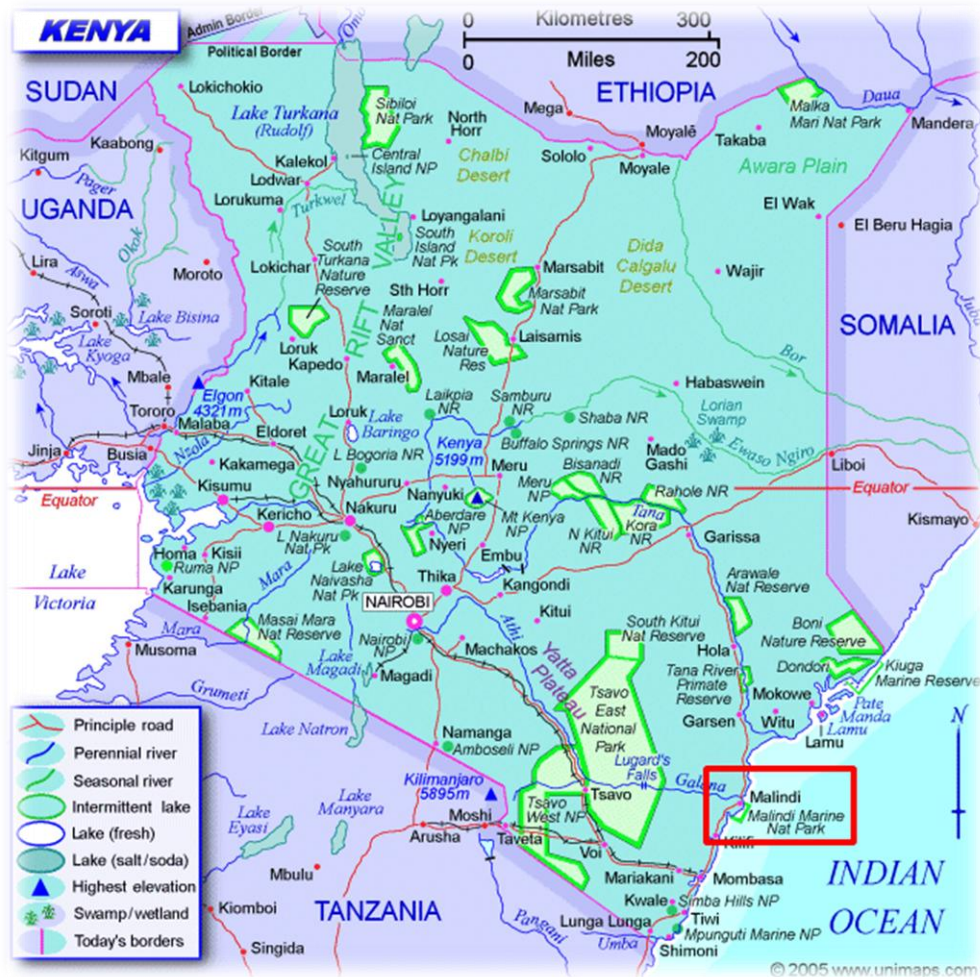 KENYA
Admin Border
Political Border
0 Kilometres 300
0 Miles 200
SUDAN
ETHIOPIA
UGANDA
SOMALIA
TANZANIA
INDIAN
OCEAN
Omo
Lokichokio
Lake Turkana
(Rudolf)
Sibiloi
Nat Park
North
Horr
Mega
Moyalē
Sololo
Moyale
Takaba
Malka
Mari Nat Park
Daua
Mandera
Awara Plain
El Wak
El Beru Hagia
Kitgum
Kaabong
Pager
Okok
Kalekol
Central
Island NP
Chalbi
Desert
Lodwar
Lorukuma
Turkwel
Loyangalani
South
Island
Nat Pk
Koroli
Desert
Dida
Calgalu
Desert
Wajir
Lira
Aswa
Moroto
Soroti
Lake Bisina
Lake
Kyoga
Lokichar
South
Turkana
Nature
Reserve
GREAT RIFT VALLEY
Sth Horr
Maralel
Nat
Sanct
Marsabit
Marsabit
Nat Park
Losai
Nature
Res
Laisamis
Juba
Bor
Mbale
Elgon
4321m
Kitale
Loruk
Kapedo
Maralel
Habaswein
Lorian
Swamp
Ewaso Ngiro
Tororo
Malaba
Jinja
Busia
Nzola
Eldoret
Loruk
Lake
Baringo
Laikpia
NR
Samburu
NR
Shaba NR
Buffalo Springs NR
Kenya
5199m
L Bogoria NR
Mado
Gashi
Liboi
Kakamega
Equator
Equator
Kisumu
Nyahururu
Meru
Nanyuki
Meru
NP
Bisanadi
NR
Rahole NR
Kismayo
Kericho
Nakuru
Aberdare
NP
Mt Kenya
NP
Tana
Kora
NR
N Kitui
NR
Garissa
L Nakuru
Nat Pk
Nyeri
Embu
Homa
Ruma NP
Kisii
Lake
Victoria
Karunga
Mara
Lake
Naivasha
Nat Pk
Thika
Kangondi
Arawale
Nat Reserve
Isebania
NAIROBI
Kitui
Athi
Mara
Musoma
Masai Mara
Nat Reserve
Nairobi
NP
Machakos
South Kitui
Nat Reserve
Hola
Boni
Nature Reserve
Lake
Magadi
Magadi
Yatta
Plateau
Tana River
Primate
Reserve
Dondori
Kiuga
Marine Reserve
Grumeti
Tsavo
East
National
Park
Mokowe
Garsen
Witu
Pate
Manda
Lamu
Lamu
N
Lake Natron
Namanga
Amboseli NP
Lugard's
Falls
Galena
Kilimanjaro
5895m
Tsavo
Malindi
Malindi Marine
Nat Park
Lake
Eyasi
Lake
Manyara
Moshi
Arusha
Tsavo
West NP
Taveta
Voi
Kilifi
Mbulu
Mariakani
Mombasa
Kwale
Simba Hills NP
Kiomboi
Pangani
Lunga Lunga
Tiwi
Umba
Mpunguti Marine NP
Shimoni
Singida
Principle road
Perennial river
Seasonal river
Intermittent lake
Lake (fresh)
Lake (salt/soda)
Highest elevation
Swamp/wetland
Today's borders
© 2005 www.unimaps.com